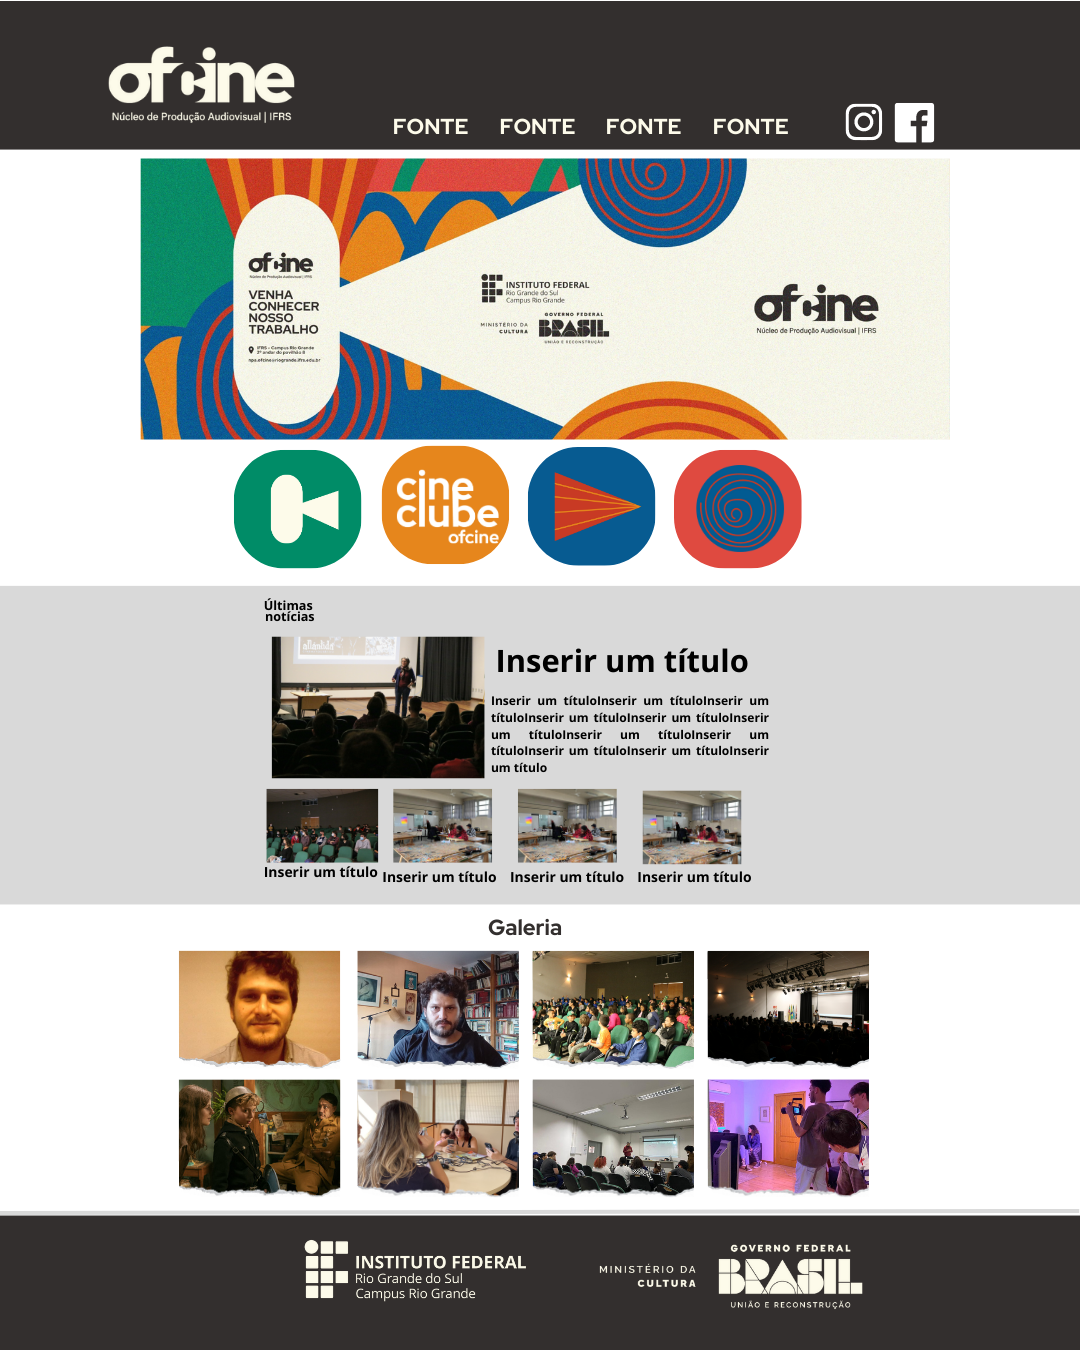 ofcine
Núcleo de Produção Audiovisual | IFRS
FONTE FONTE FONTE FONTE
ofcine
Núcleo de Produção Audiovisual | IFRS
VENHA
CONHECER
NOSSO
TRABALHO
IFRS - Campus Rio Grande
2º andar do pavilhão 6
npa.ofcine@riogrande.ifrs.edu.br
INSTITUTO FEDERAL
Rio Grande do Sul
Campus Rio Grande
MINISTÉRIO DA
CULTURA
GOVERNO FEDERAL
BRASIL
UNIÃO E RECONSTRUÇÃO
ofcine
Núcleo de Produção Audiovisual | IFRS
cine
clube
ofcine
Últimas
notícias
Inserir um título
Inserir um títuloInserir um títuloInserir um
títuloInserir um títuloInserir um títuloInserir
um títuloInserir um títuloInserir um
títuloInserir um títuloInserir um títuloInserir
um título
Inserir um título
Inserir um título
Inserir um título
Inserir um título
Galeria
INSTITUTO FEDERAL
Rio Grande do Sul
Campus Rio Grande
MINISTÉRIO DA
CULTURA
GOVERNO FEDERAL
BRASIL
UNIÃO E RECONSTRUÇÃO